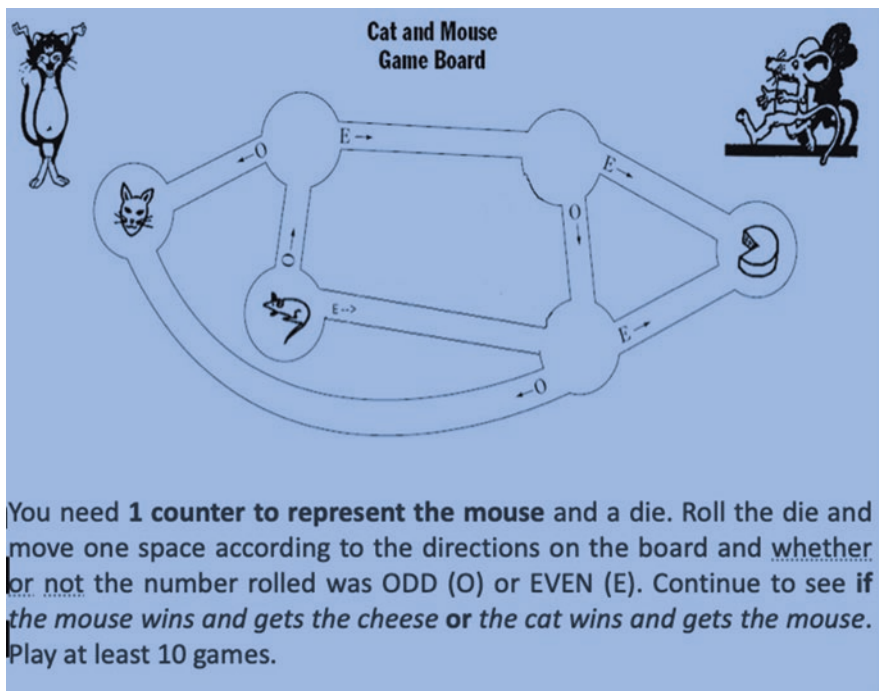 Cat and Mouse
Game Board
E→
←O
E→
O→
O→
E-->
E→
←O
You need 1 counter to represent the mouse and a die. Roll the die and
move one space according to the directions on the board and whether
or not the number rolled was ODD (O) or EVEN (E). Continue to see if
the mouse wins and gets the cheese or the cat wins and gets the mouse.
Play at least 10 games.